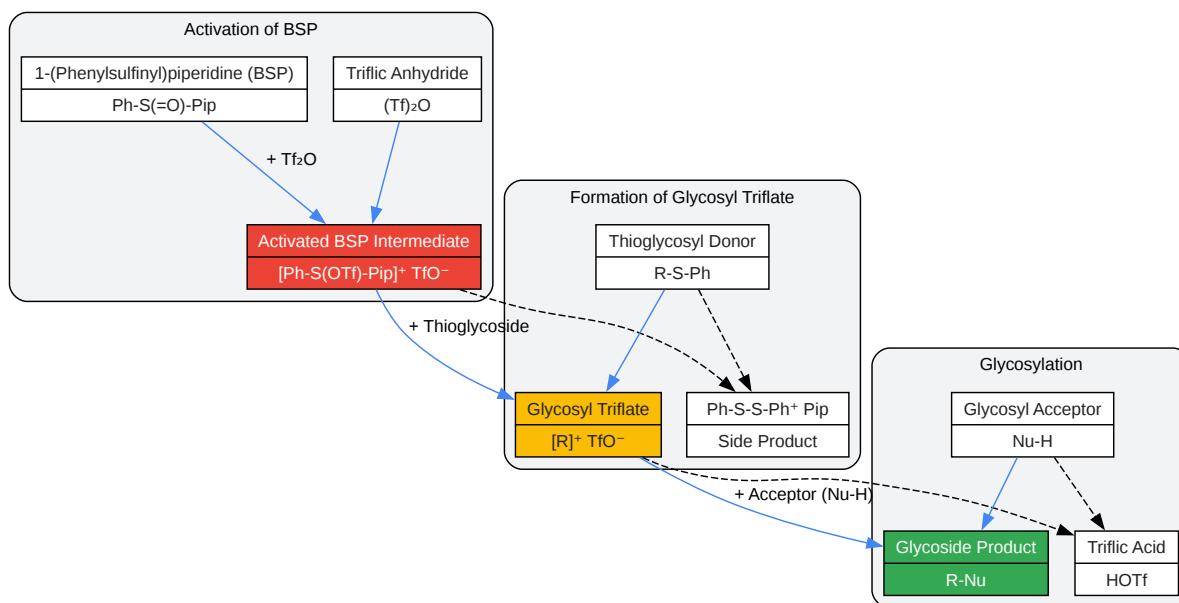 Activation of BSP
1-(Phenylsulfinyl)piperidine (BSP)
Ph-S(=O)-Pip
Triflic Anhydride
(Tf)₂O
+ Tf₂O
Activated BSP Intermediate
[Ph-S(OTf)-Pip]⁺ TfO⁻
Formation of Glycosyl Triflate
Thioglycosyl Donor
R-S-Ph
+ Thioglycoside
Glycosyl Triflate
[R]⁺ TfO⁻
Ph-S-S-Ph⁺ Pip
Side Product
Glycosylation
Glycosyl Acceptor
Nu-H
+ Acceptor (Nu-H)
Glycoside Product
R-Nu
Triflic Acid
HOTf